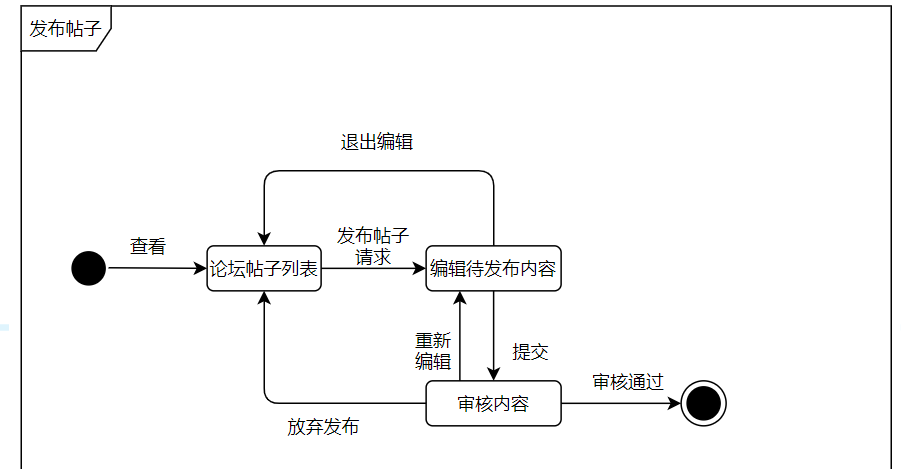 发布帖子
退出编辑
查看
发布帖子
请求
论坛帖子列表
编辑待发布内容
重新
编辑
提交
审核通过
审核内容
放弃发布